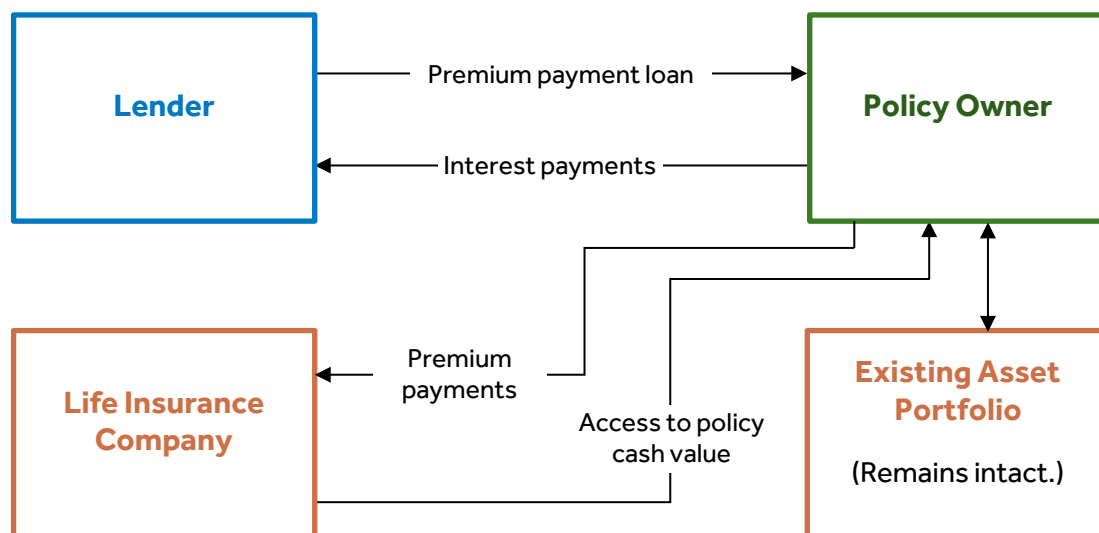 Lender
Premium payment loan
Policy Owner
Interest payments
Life Insurance
Company
Premium
payments
Access to policy
cash value
Existing Asset
Portfolio
(Remains intact.)